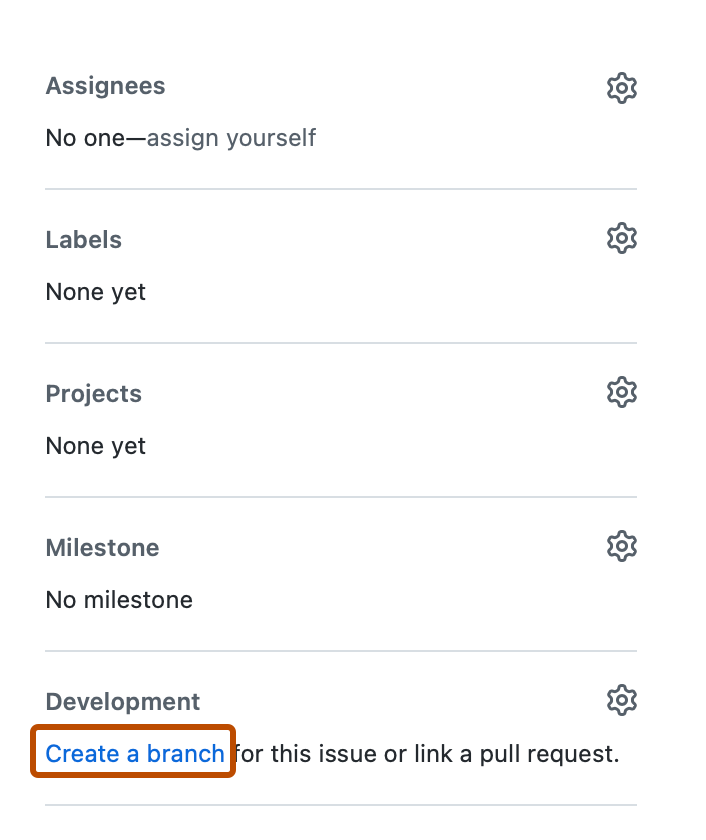 Assignees
No one—assign yourself
Labels
None yet
Projects
None yet
Milestone
No milestone
Development
Create a branch for this issue or link a pull request.